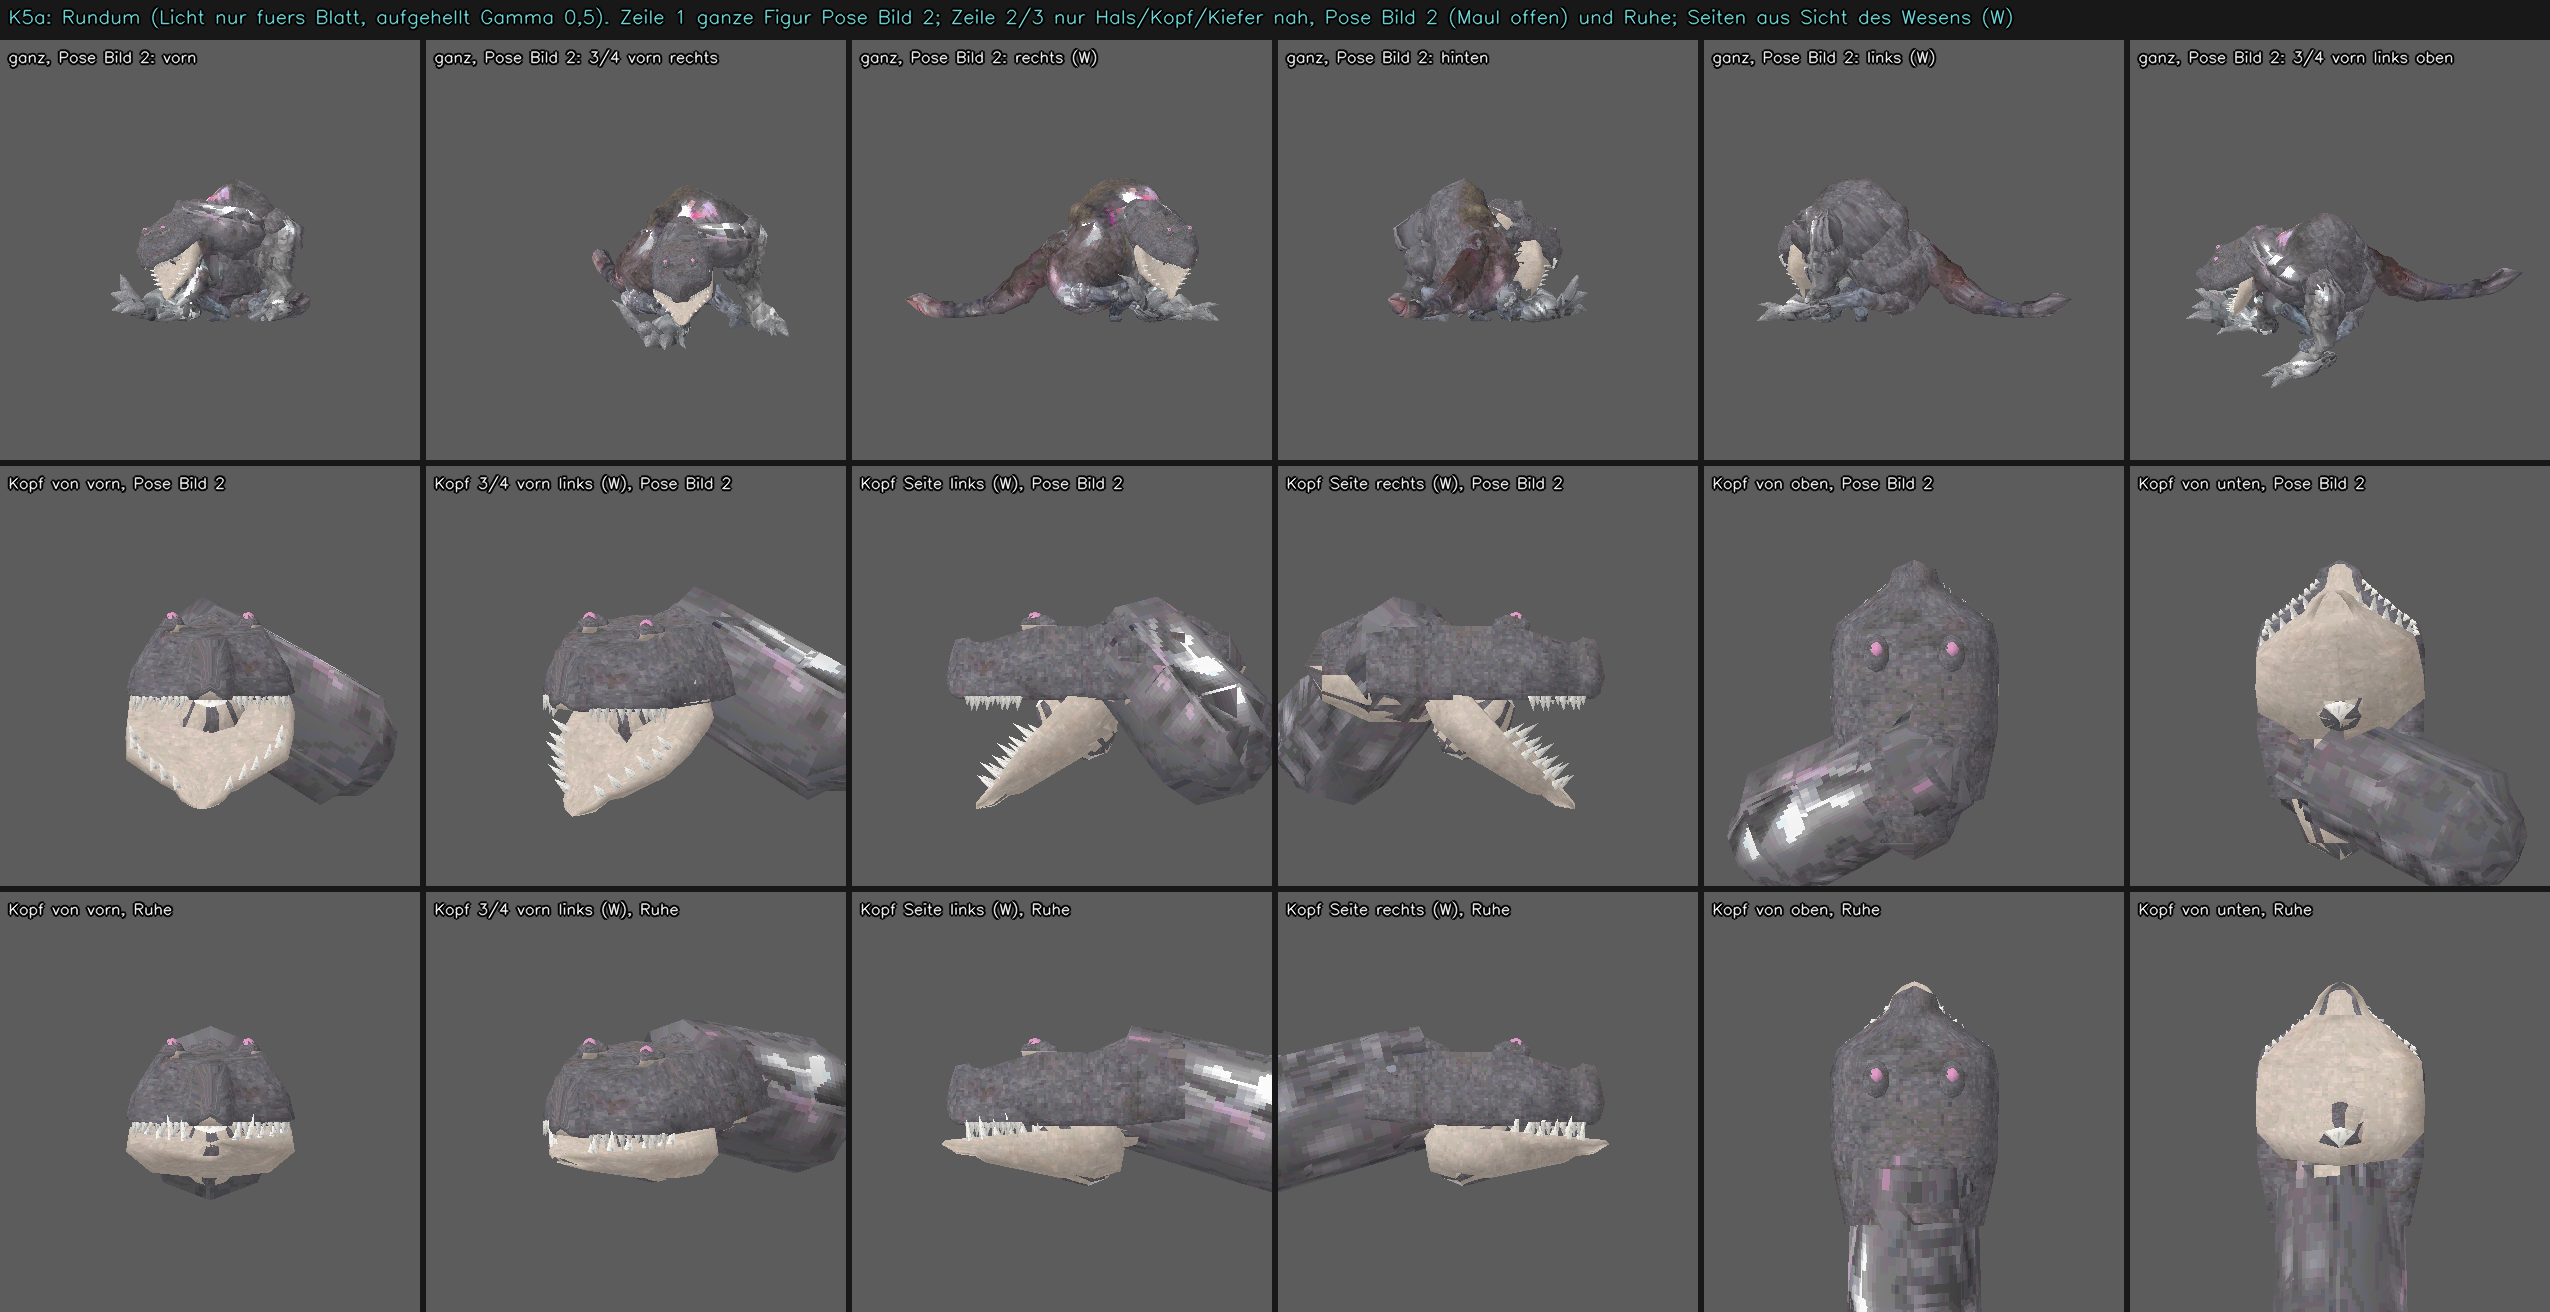 K5a: Rundum (Licht nur fuers Blatt, aufgehellt Gamma 0,5). Zeile 1 ganze Figur Pose Bild 2; Zeile 2/3 nur Hals/Kopf/Kiefer nah, Pose Bild 2 (Maul offen) und Ruhe; Seiten aus Sicht des Wesens (W)
ganz, Pose Bild 2: vorn
ganz, Pose Bild 2: 3/4 vorn rechts
ganz, Pose Bild 2: rechts (W)
ganz, Pose Bild 2: hinten
ganz, Pose Bild 2: links (W)
ganz, Pose Bild 2: 3/4 vorn links oben
Kopf von vorn, Pose Bild 2
Kopf 3/4 vorn links (W), Pose Bild 2
Kopf Seite links (W), Pose Bild 2
Kopf Seite rechts (W), Pose Bild 2
Kopf von oben, Pose Bild 2
Kopf von unten, Pose Bild 2
Kopf von vorn, Ruhe
Kopf 3/4 vorn links (W), Ruhe
Kopf Seite links (W), Ruhe
Kopf Seite rechts (W), Ruhe
Kopf von oben, Ruhe
Kopf von unten, Ruhe